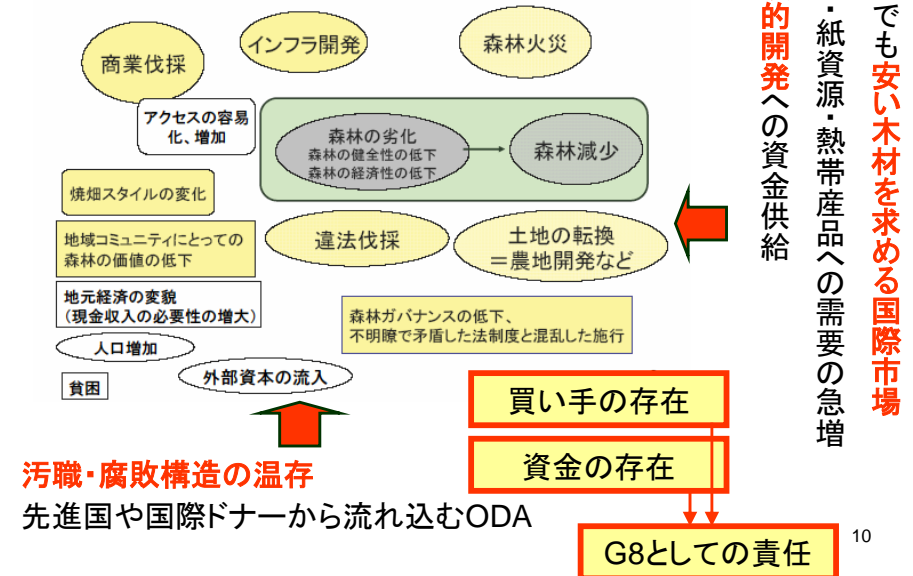 商業伐採
インフラ開発
森林火災
アクセスの容易
化、増加
森林の劣化
森林の健全性の低下
森林の経済性の低下
森林減少
焼畑スタイルの変化
地域コミュニティにとっての
森林の価値の低下
違法伐採
土地の転換
＝農地開発など
地元経済の変貌
（現金収入の必要性の増大）
森林ガバナンスの低下、
不明瞭で矛盾した法制度と混乱した施行
人口増加
貧困
外部資本の流入
でも安い木材を求める国際市場
・紙資源・熱帯産品への需要の急増
的開発への資金供給
買い手の存在
資金の存在
汚職・腐敗構造の温存
先進国や国際ドナーから流れ込むODA
G8としての責任
10